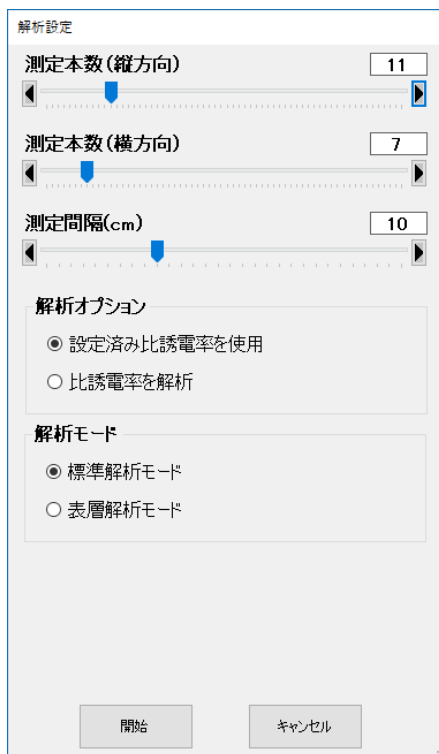 解析設定
測定本数(縦方向)
11
測定本数(横方向)
7
測定間隔(cm)
10
解析オプション
設定済み比誘電率を使用
比誘電率を解析
解析モード
標準解析モード
表層解析モード
開始
キャンセル